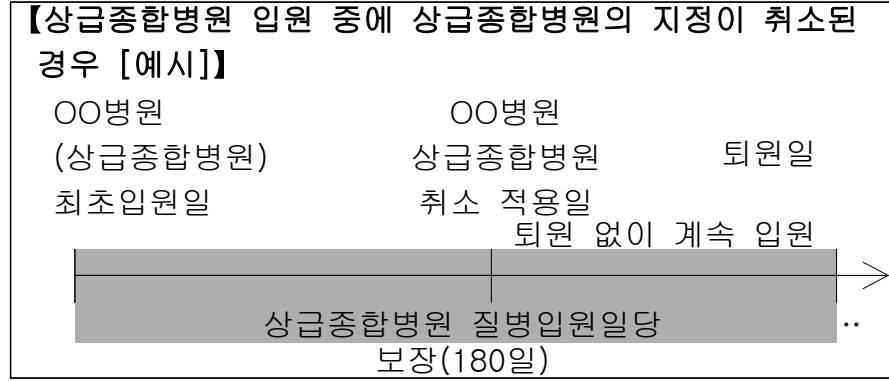 【상급종합병원 입원 중에 상급종합병원의 지정이 취소된
경우 [예시]】
OO병원
(상급종합병원)
최초입원일
OO병원
상급종합병원
취소 적용일
퇴원일
퇴원 없이 계속 입원
상급종합병원 질병입원일당
보장(180일)
..